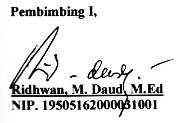 Pembimbing I,
Ridhwan, M. Daud, M.Ed
NIP. 19505162000031001